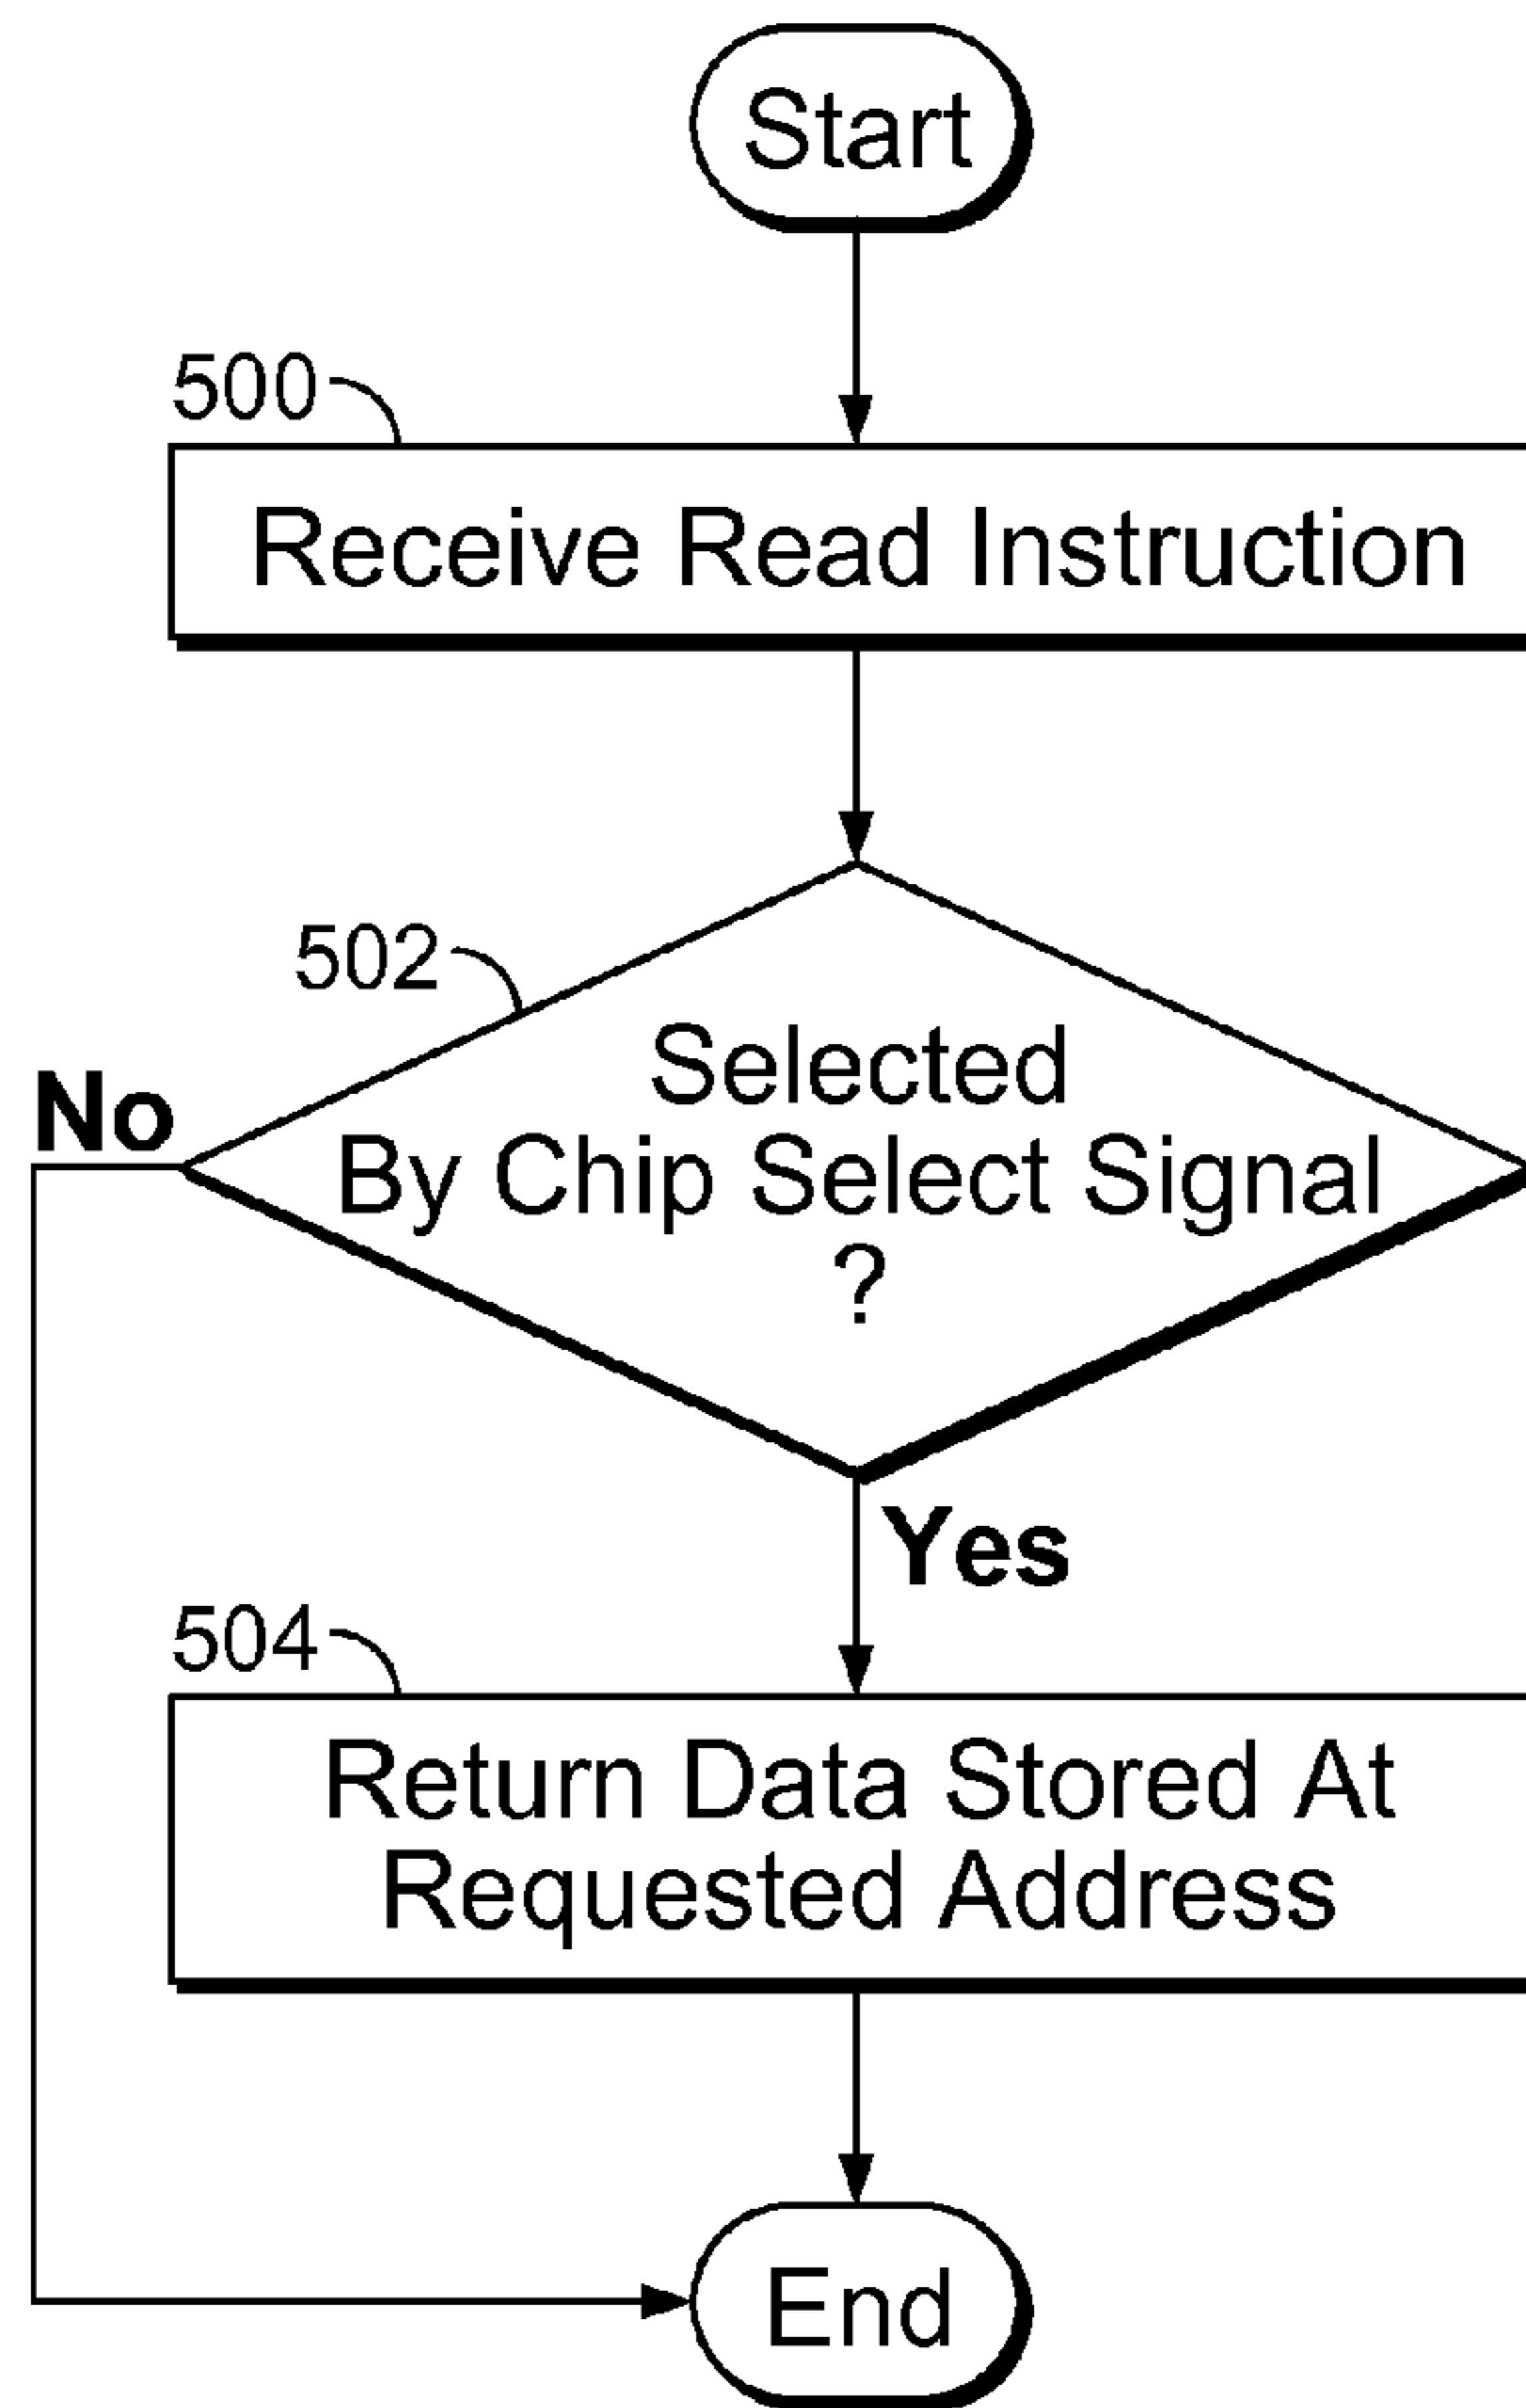 Start
500
Receive Read Instruction
502
Selected
By Chip Select Signal
?
No
Yes
504
Return Data Stored At
Requested Address
End